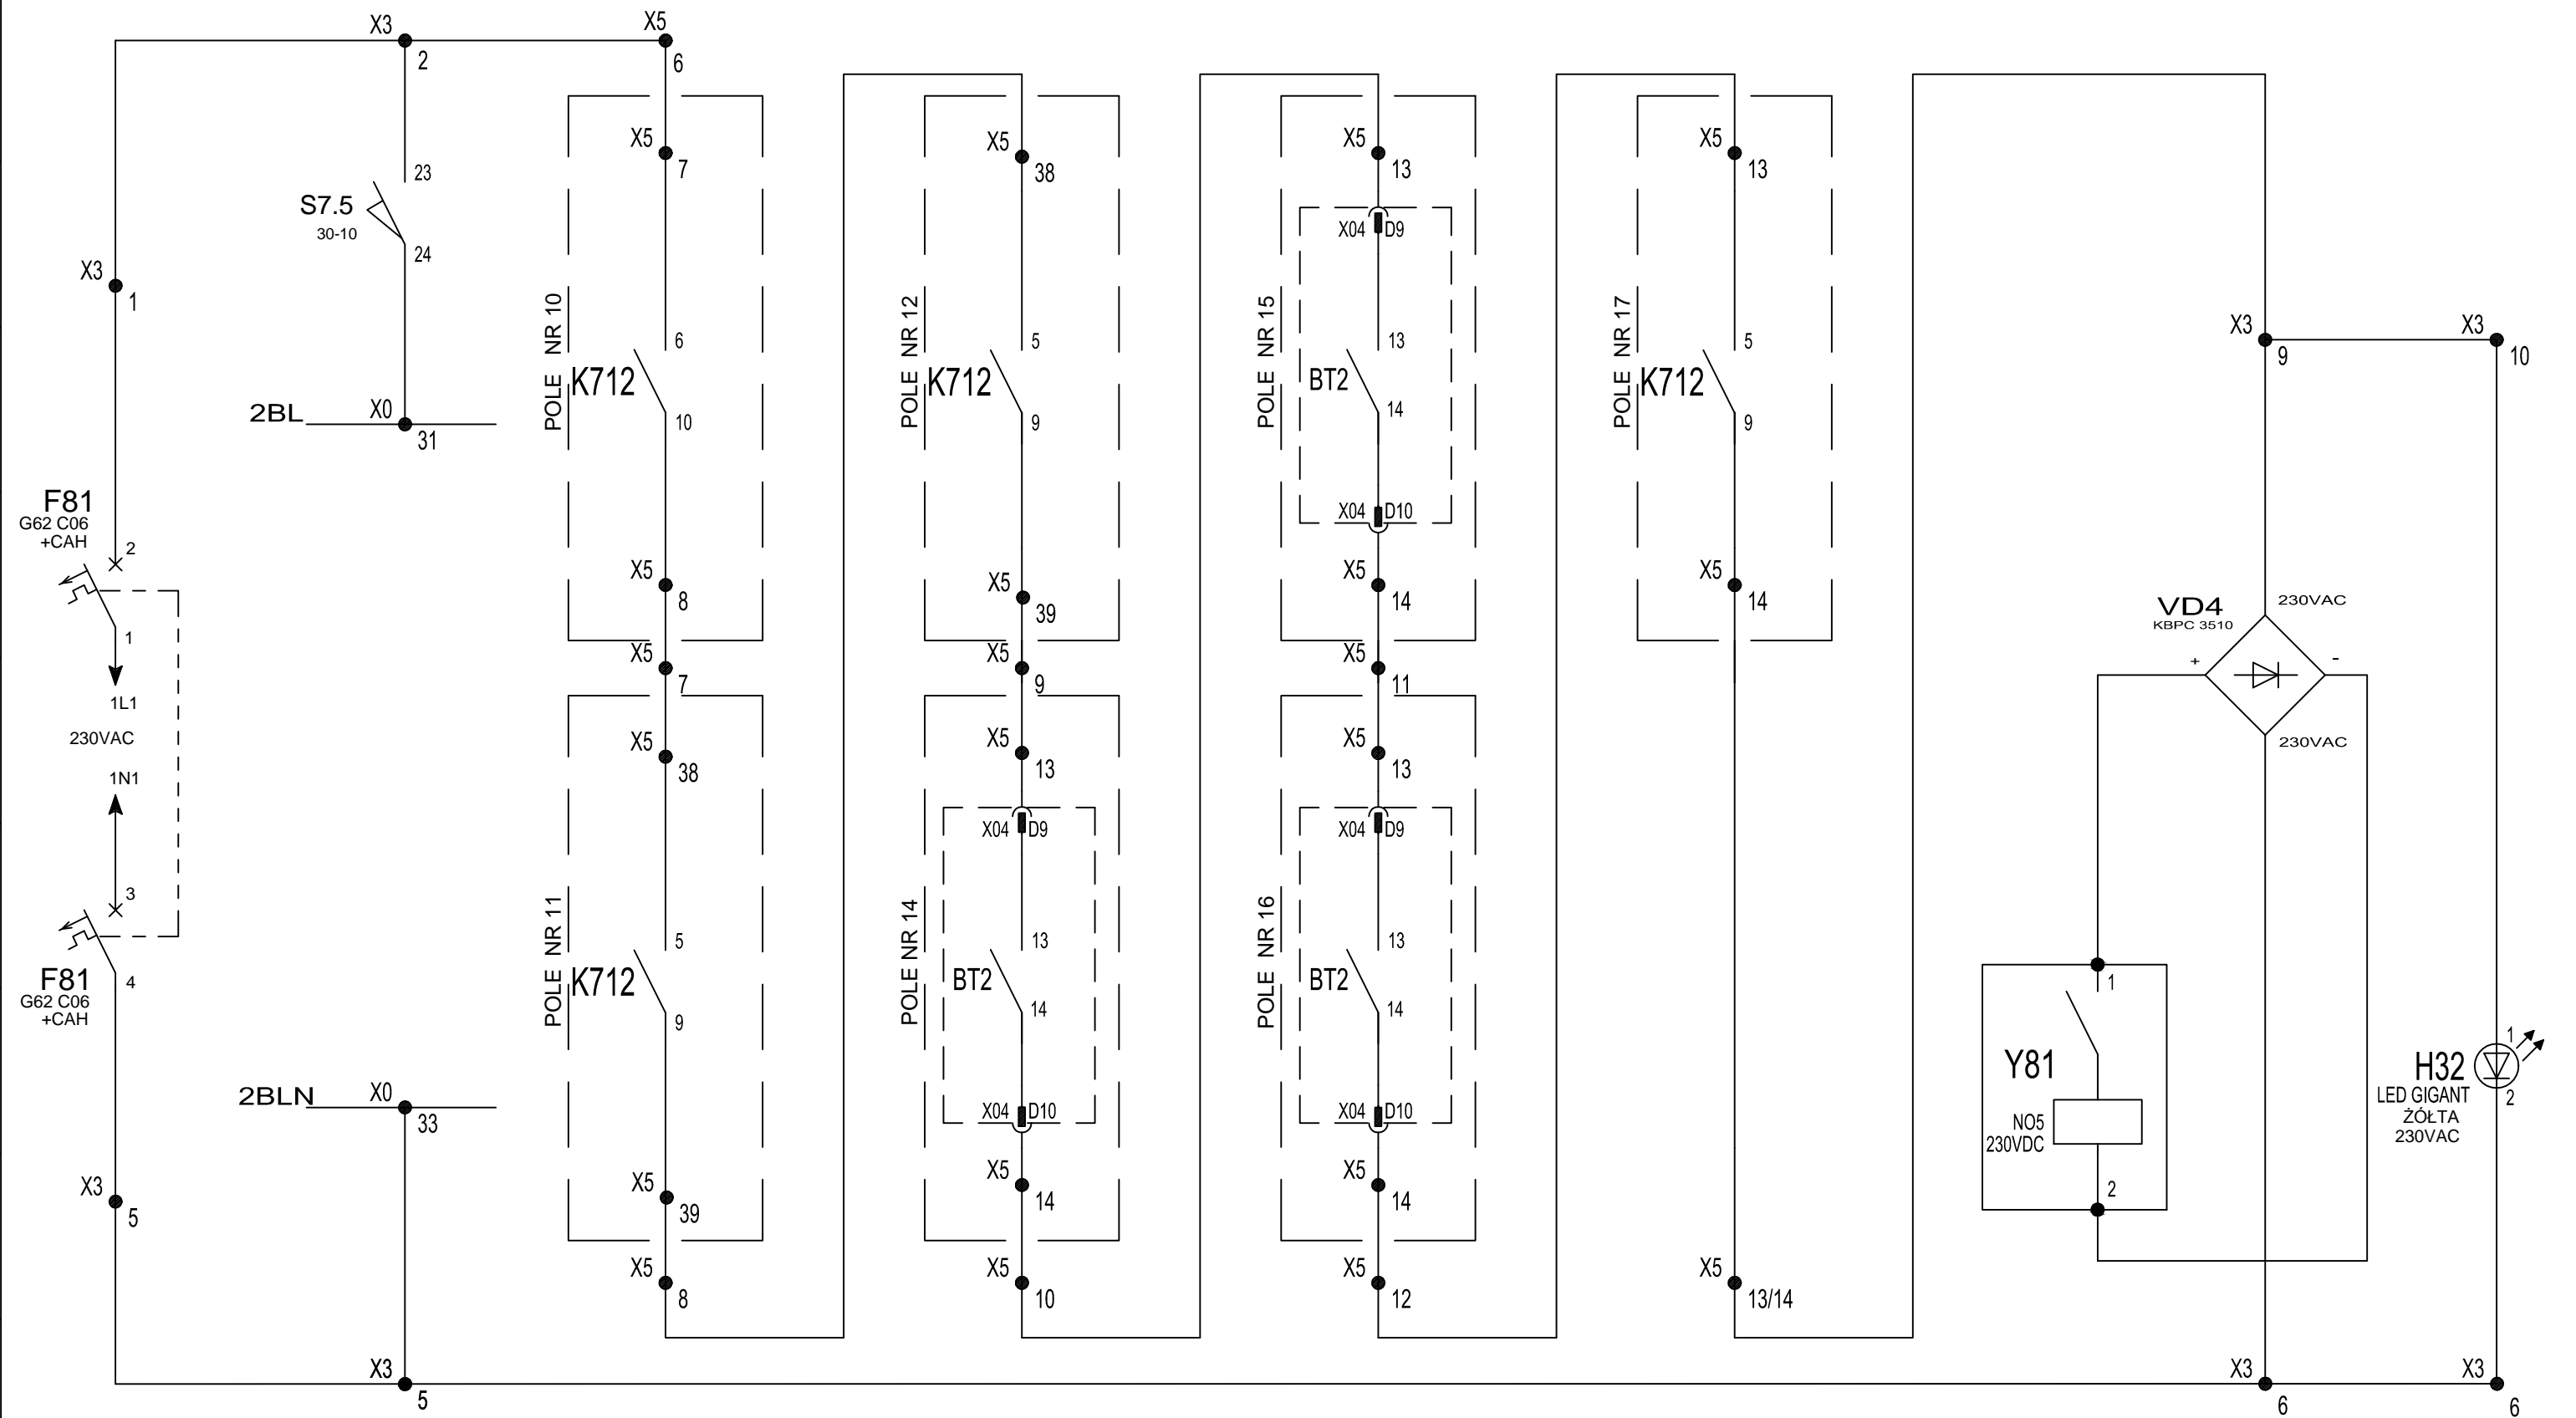 X3
2
X5
6
23
S7.5
30-10
24
X3
1
2BL
X0
31
F81
G62 C06
+CAH
2
1
1L1
230VAC
1N1
3
F81
G62 C06
+CAH
4
2BLN
X0
33
X3
5
X3
5
X5
7
POLE NR 10
6
K712
10
X5
8
X5
7
X5
38
POLE NR 11
5
K712
9
X5
39
X5
8
X5
38
POLE NR 12
5
K712
9
X5
39
X5
9
X5
13
X04 D9
POLE NR 14
13
BT2
14
X04 D10
X5
14
X5
10
X5
13
X04 D9
POLE NR 15
13
BT2
14
X04 D10
X5
14
X5
11
X5
13
X04 D9
POLE NR 16
13
BT2
14
X04 D10
X5
14
X5
12
X5
13
POLE NR 17
5
K712
9
X5
14
X5
13/14
X3
9
X3
10
230VAC
VD4
KBPC 3510
+
-
230VAC
1
Y81
NO5
230VDC
2
1
H32
LED GIGANT
ŻÓŁTA
230VAC
2
X3
6
X3
6